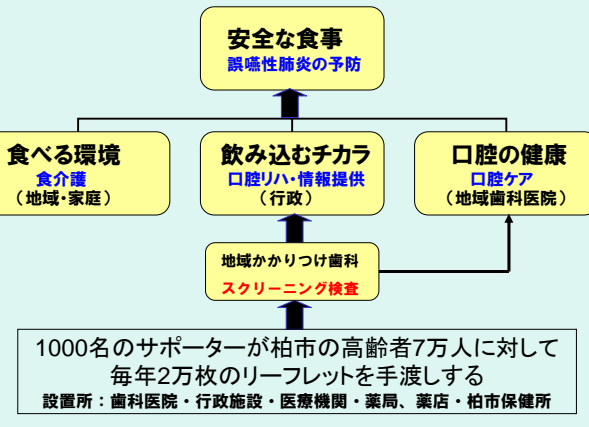 安全な食事
誤嚥性肺炎の予防
食べる環境
食介護
（地域・家庭）
飲み込むチカラ
口腔リハ・情報提供
（行政）
口腔の健康
口腔ケア
（地域歯科医院）
地域かかりつけ歯科
スクリーニング検査
1000名のサポーターが柏市の高齢者7万人に対して
毎年2万枚のリーフレットを手渡しする
設置所：歯科医院・行政施設・医療機関・薬局、薬店・柏市保健所